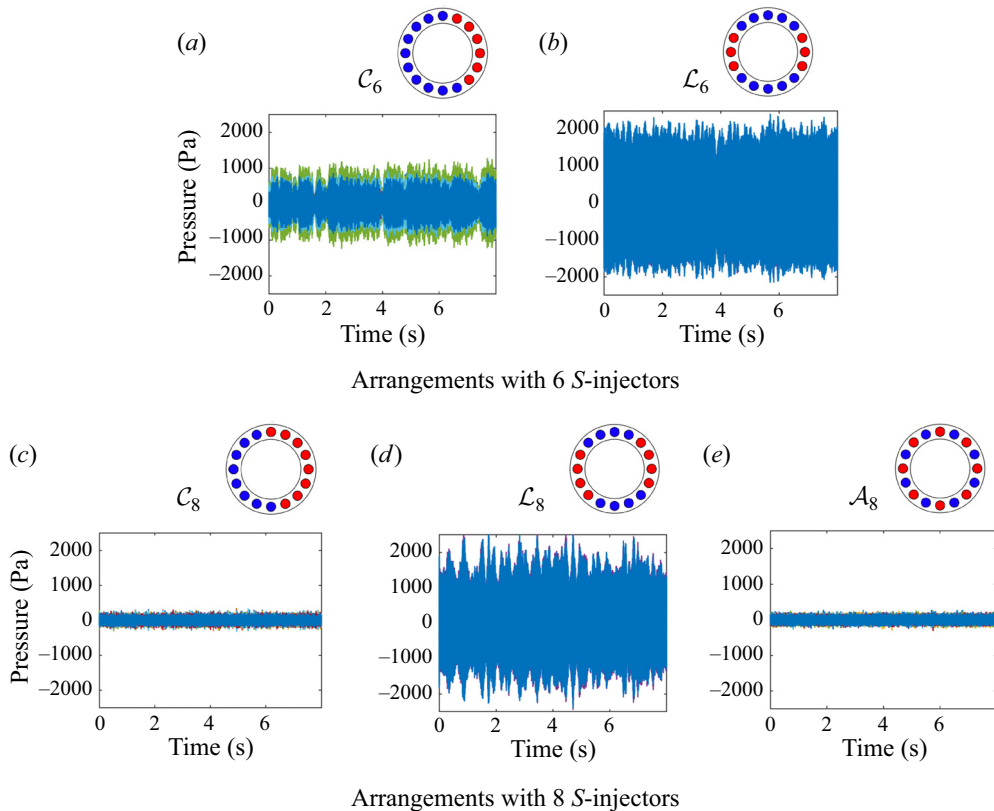 (a)
C6
(b)
L6
Pressure (Pa)
2000
1000
0
–1000
–2000
0 2 4 6
Time (s)
2000
1000
0
–1000
–2000
0 2 4 6
Time (s)
Arrangements with 6 S-injectors
(c)
C8
(d)
L8
(e)
A8
Pressure (Pa)
2000
1000
0
–1000
–2000
0 2 4 6
Time (s)
2000
1000
0
–1000
–2000
0 2 4 6
Time (s)
2000
1000
0
–1000
–2000
0 2 4 6 8
Time (s)
Arrangements with 8 S-injectors